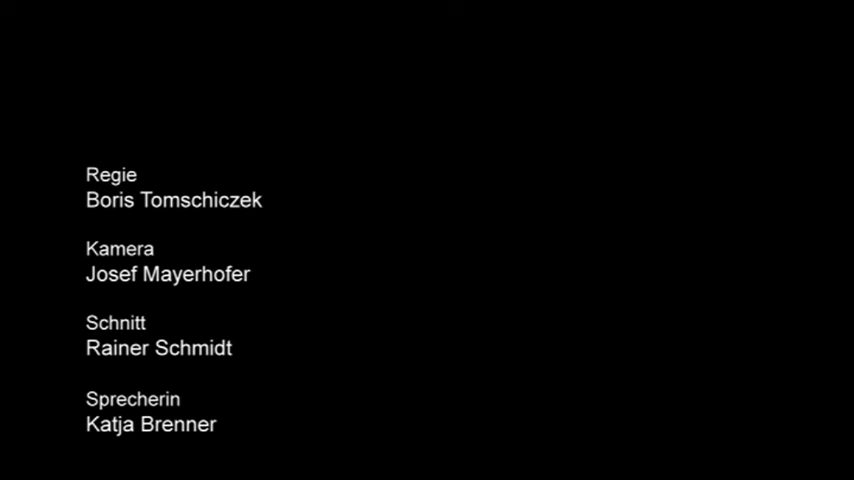 Regie
Boris Tomschiczek
Kamera
Josef Mayerhofer
Schnitt
Rainer Schmidt
Sprecherin
Katja Brenner